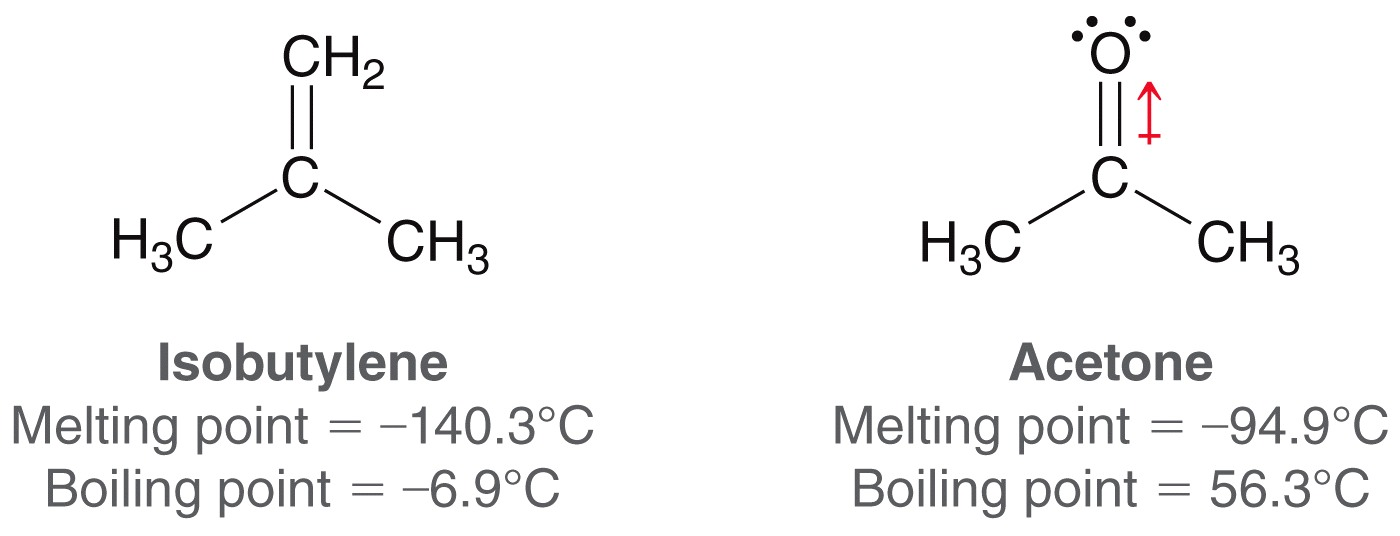 CH₂
C
H₃C CH₃
Isobutylene
Melting point = –140.3°C
Boiling point = –6.9°C
O
C
H₃C CH₃
Acetone
Melting point = –94.9°C
Boiling point = 56.3°C